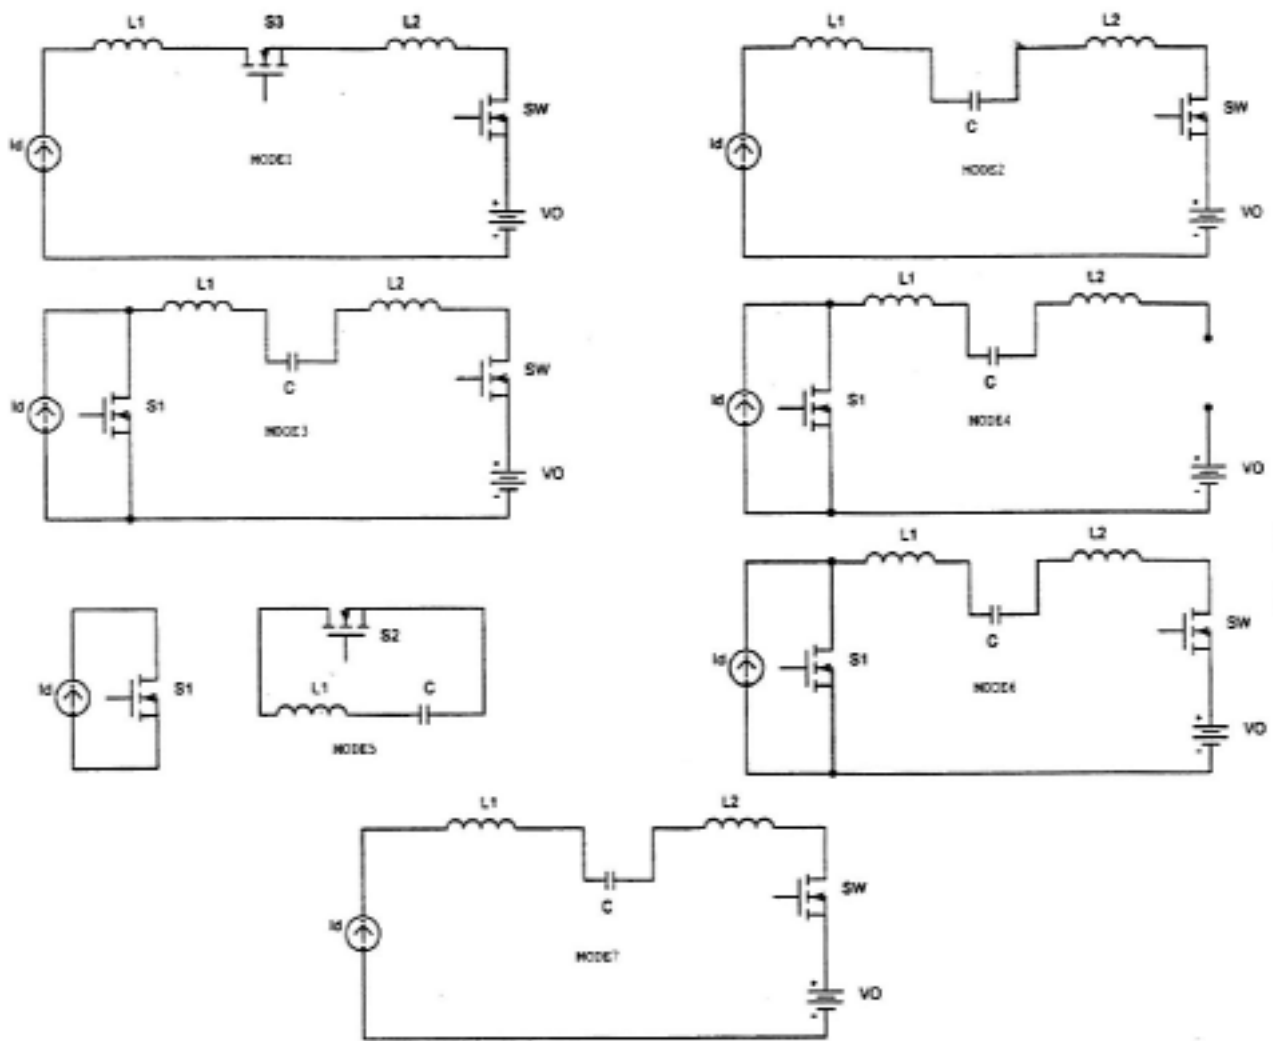 L1 S3 L2
SW
Id
MODE1
VO
+
-
L1 L2
C
SW
Id
MODE2
VO
+
-
L1 L2
C
SW
Id S1
MODE3
VO
+
-
L1 L2
C
Id S1
MODE4
VO
+
-
Id S1
S2
L1 C
MODE5
L1 L2
C
SW
Id S1
MODE6
VO
+
-
L1 L2
C
SW
Id
MODE7
VO
+
-